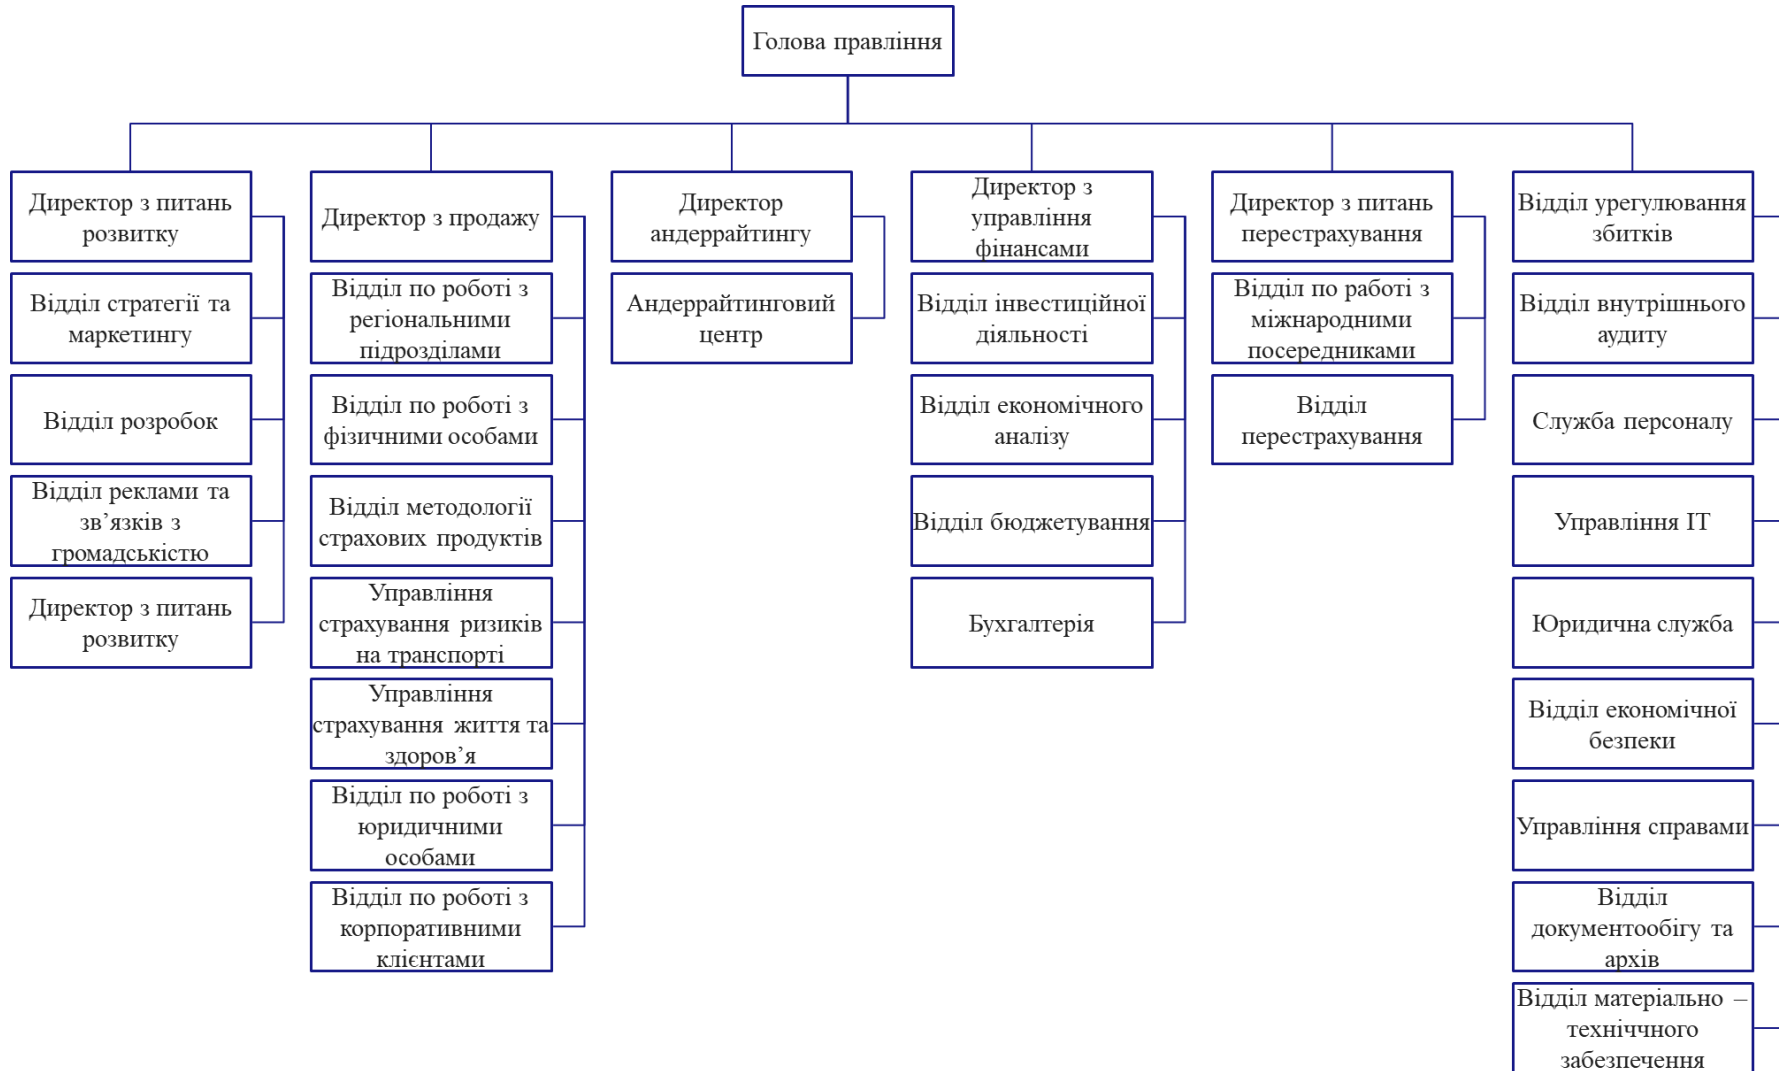 Голова правління
Директор з питань
розвитку
Відділ стратегії та
маркетингу
Відділ розробок
Відділ реклами та
зв’язків з
громадськістю
Директор з питань
розвитку
Директор з продажу
Відділ по роботі з
регіональними
підрозділами
Відділ по роботі з
фізичними особами
Відділ методології
страхових продуктів
Управління
страхування ризиків
на транспорті
Управління
страхування життя та
здоров’я
Відділ по роботі з
юридичними
особами
Відділ по роботі з
корпоративними
клієнтами
Директор
андеррайтингу
Андеррайтинговий
центр
Директор з
управління
фінансами
Відділ інвестиційної
діяльності
Відділ економічного
аналізу
Відділ бюджетування
Бухгалтерія
Директор з питань
перестрахування
Відділ по работі з
міжнародними
посередниками
Відділ
перестрахування
Відділ урегулювання
збитків
Відділ внутрішнього
аудиту
Служба персоналу
Управління ІТ
Юридична служба
Відділ економічної
безпеки
Управління справами
Відділ
документообігу та
архів
Відділ матеріально –
техніччного
забезпечення